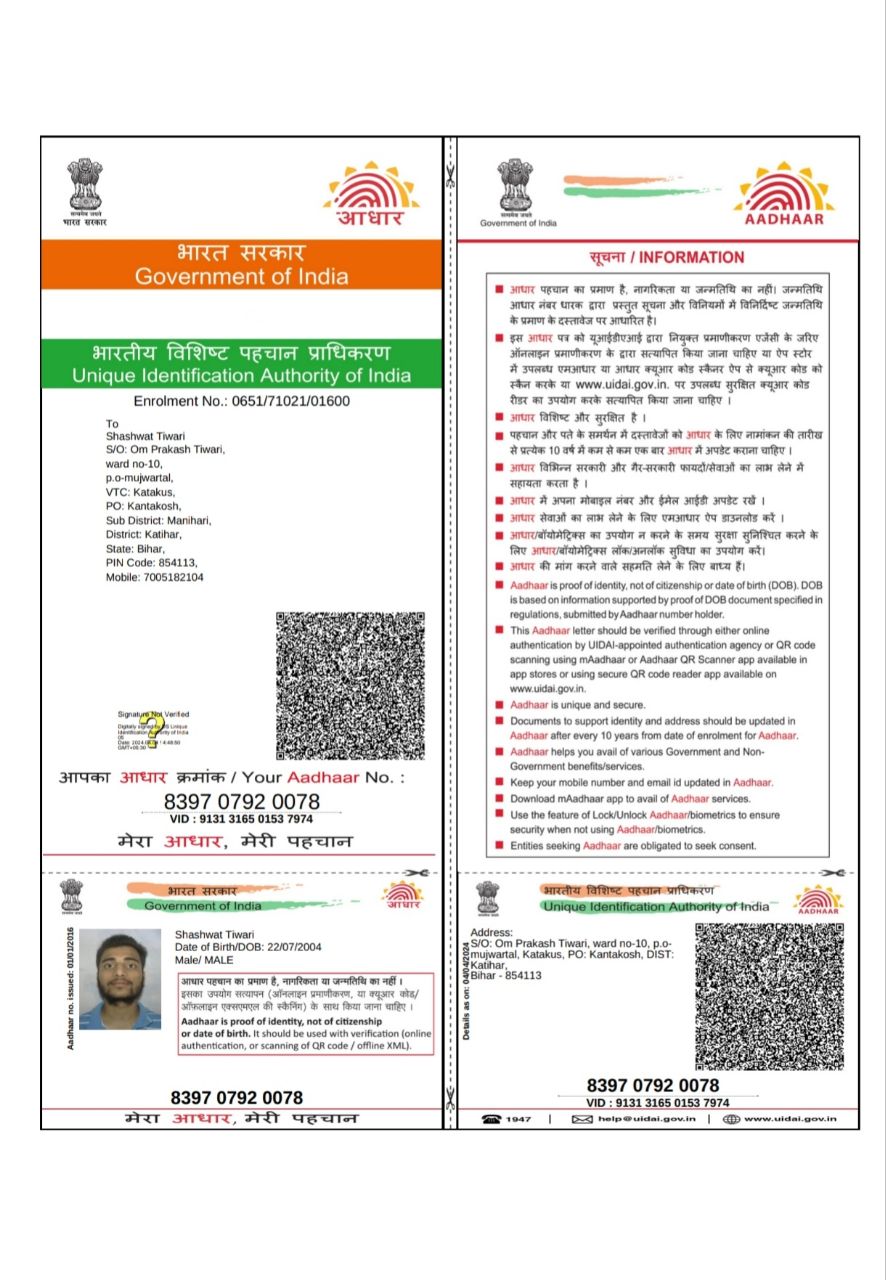 सत्यमेव जयते
भारत सरकार
आधार
भारत सरकार
Government of India
भारतीय विशिष्ट पहचान प्राधिकरण
Unique Identification Authority of India
Enrolment No.: 0651/71021/01600
To
Shashwat Tiwari
S/O: Om Prakash Tiwari,
ward no-10,
p.o-mujwartal,
VTC: Katakus,
PO: Kantakosh,
Sub District: Manihari,
District: Katihar,
State: Bihar,
PIN Code: 854113,
Mobile: 7005182104
Signature Not Verified
आपका आधार क्रमांक / Your Aadhaar No. :
8397 0792 0078
VID : 9131 3165 0153 7974
मेरा आधार, मेरी पहचान
सत्यमेव जयते
Government of India
AADHAAR
सूचना / INFORMATION
आधार पहचान का प्रमाण है, नागरिकता या जन्मतिथि का नहीं। जन्मतिथि
आधार नंबर धारक द्वारा प्रस्तुत सूचना और विनियमों में विनिर्दिष्ट जन्मतिथि
के प्रमाण के दस्तावेज पर आधारित है।
इस आधार पत्र को यूआईडीएआई द्वारा नियुक्त प्रमाणीकरण एजेंसी के जरिए
ऑनलाइन प्रमाणीकरण के द्वारा सत्यापित किया जाना चाहिए या ऐप स्टोर
में उपलब्ध एमआधार या आधार क्यूआर कोड स्कैनर ऐप से क्यूआर कोड को
स्कैन करके या www.uidai.gov.in. पर उपलब्ध सुरक्षित क्यूआर कोड
रीडर का उपयोग करके सत्यापित किया जाना चाहिए ।
आधार विशिष्ट और सुरक्षित है ।
पहचान और पते के समर्थन में दस्तावेजों को आधार के लिए नामांकन की तारीख
से प्रत्येक 10 वर्ष में कम से कम एक बार आधार में अपडेट कराना चाहिए ।
आधार विभिन्न सरकारी और गैर-सरकारी फायदों/सेवाओं का लाभ लेने में
सहायता करता है ।
आधार में अपना मोबाइल नंबर और ईमेल आईडी अपडेट रखें ।
आधार सेवाओं का लाभ लेने के लिए एमआधार ऐप डाउनलोड करें ।
आधार/बॉयोमेट्रिक्स का उपयोग न करने के समय सुरक्षा सुनिश्चित करने के
लिए आधार/बॉयोमेट्रिक्स लॉक/अनलॉक सुविधा का उपयोग करें।
आधार की मांग करने वाले सहमति लेने के लिए बाध्य हैं।
Aadhaar is proof of identity, not of citizenship or date of birth (DOB). DOB
is based on information supported by proof of DOB document specified in
regulations, submitted by Aadhaar number holder.
This Aadhaar letter should be verified through either online
authentication by UIDAI-appointed authentication agency or QR code
scanning using mAadhaar or Aadhaar QR Scanner app available in
app stores or using secure QR code reader app available on
www.uidai.gov.in.
Aadhaar is unique and secure.
Documents to support identity and address should be updated in
Aadhaar after every 10 years from date of enrolment for Aadhaar.
Aadhaar helps you avail of various Government and Non-
Government benefits/services.
Keep your mobile number and email id updated in Aadhaar.
Download mAadhaar app to avail of Aadhaar services.
Use the feature of Lock/Unlock Aadhaar/biometrics to ensure
security when not using Aadhaar/biometrics.
Entities seeking Aadhaar are obligated to seek consent.
भारत सरकार
Government of India
आधार
Aadhaar no. issued: 01/01/2016
Shashwat Tiwari
Date of Birth/DOB: 22/07/2004
Male/ MALE
आधार पहचान का प्रमाण है, नागरिकता या जन्मतिथि का नहीं ।
इसका उपयोग सत्यापन (ऑनलाइन प्रमाणीकरण, या क्यूआर कोड/
ऑफलाइन एक्सएमएल की स्कैनिंग) के साथ किया जाना चाहिए ।
Aadhaar is proof of identity, not of citizenship
or date of birth. It should be used with verification (online
authentication, or scanning of QR code / offline XML).
8397 0792 0078
मेरा आधार, मेरी पहचान
भारतीय विशिष्ट पहचान प्राधिकरण
Unique Identification Authority of India
AADHAAR
Details as on: 04/04/2024
Address:
S/O: Om Prakash Tiwari, ward no-10, p.o-
mujwartal, Katakus, PO: Kantakosh, DIST:
Katihar,
Bihar - 854113
8397 0792 0078
VID : 9131 3165 0153 7974
1947 | help@uidai.gov.in | www.uidai.gov.in